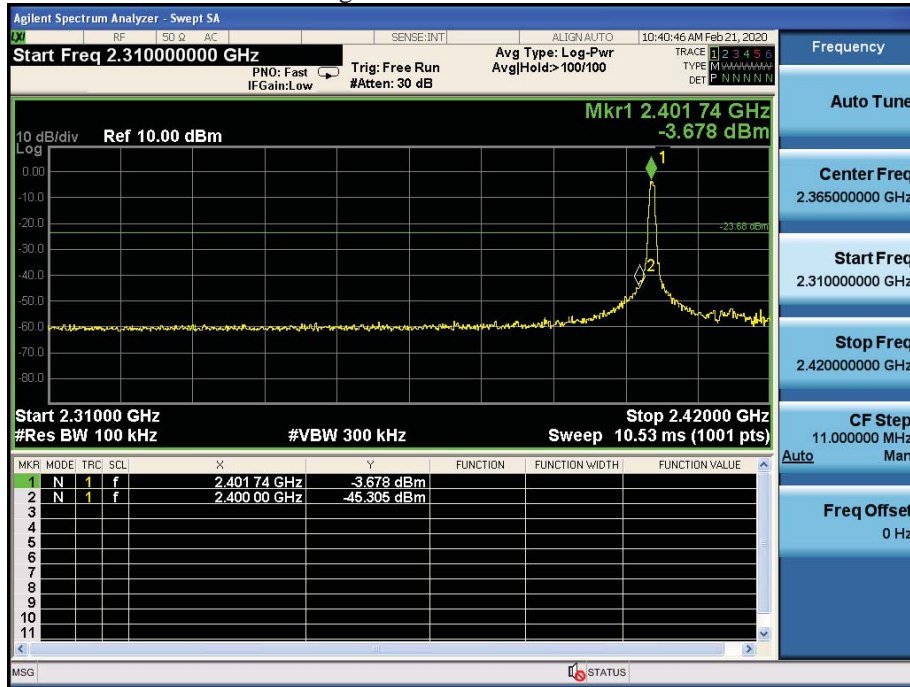 Agilent Spectrum Analyzer - Swept SA
LXI RF 50 Ω AC SENSE:INT ALIGNAUTO 10:40:46 AM Feb 21, 2020
Start Freq 2.310000000 GHz
PNO: Fast
IFGain:Low
Trig: Free Run
#Atten: 30 dB
Avg Type: Log-Pwr
Avg|Hold:>100/100
TRACE 1 2 3 4 5 6
TYPE M
DET P N N N N N
Mkr1 2.401 74 GHz
-3.678 dBm
10 dB/div Ref 10.00 dBm
Log
1
0.00
-10.0
-20.0
-23.68 dBm
-30.0
-40.0
2
-50.0
-60.0
-70.0
-80.0
Start 2.31000 GHz Stop 2.42000 GHz
#Res BW 100 kHz #VBW 300 kHz Sweep 10.53 ms (1001 pts)
MKR MODE TRC SCL X Y FUNCTION FUNCTION WIDTH FUNCTION VALUE
1 N 1 f 2.401 74 GHz -3.678 dBm
2 N 1 f 2.400 00 GHz -45.305 dBm
3
4
5
6
7
8
9
10
11
MSG STATUS
Frequency
Auto Tune
Center Freq
2.365000000 GHz
Start Freq
2.310000000 GHz
Stop Freq
2.420000000 GHz
CF Step
11.000000 MHz
Auto Man
Freq Offset
0 Hz